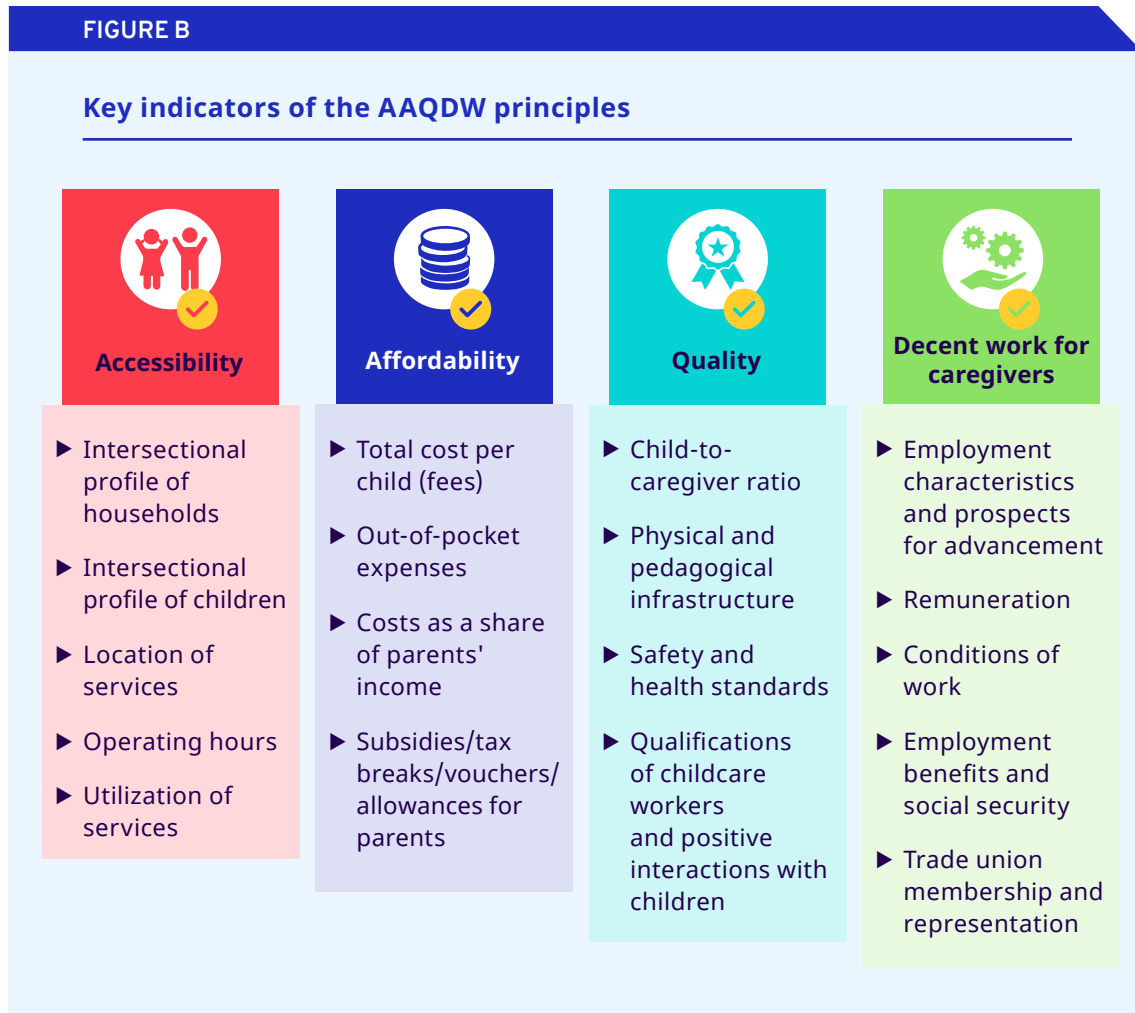 FIGURE B
Key indicators of the AAQDW principles
Accessibility
▶ Intersectional
profile of
households
▶ Intersectional
profile of children
▶ Location of
services
▶ Operating hours
▶ Utilization of
services
Affordability
▶ Total cost per
child (fees)
▶ Out-of-pocket
expenses
▶ Costs as a share
of parents'
income
▶ Subsidies/tax
breaks/vouchers/
allowances for
parents
Quality
▶ Child-to-
caregiver ratio
▶ Physical and
pedagogical
infrastructure
▶ Safety and
health standards
▶ Qualifications
of childcare
workers
and positive
interactions with
children
Decent work for
caregivers
▶ Employment
characteristics
and prospects
for advancement
▶ Remuneration
▶ Conditions of
work
▶ Employment
benefits and
social security
▶ Trade union
membership and
representation